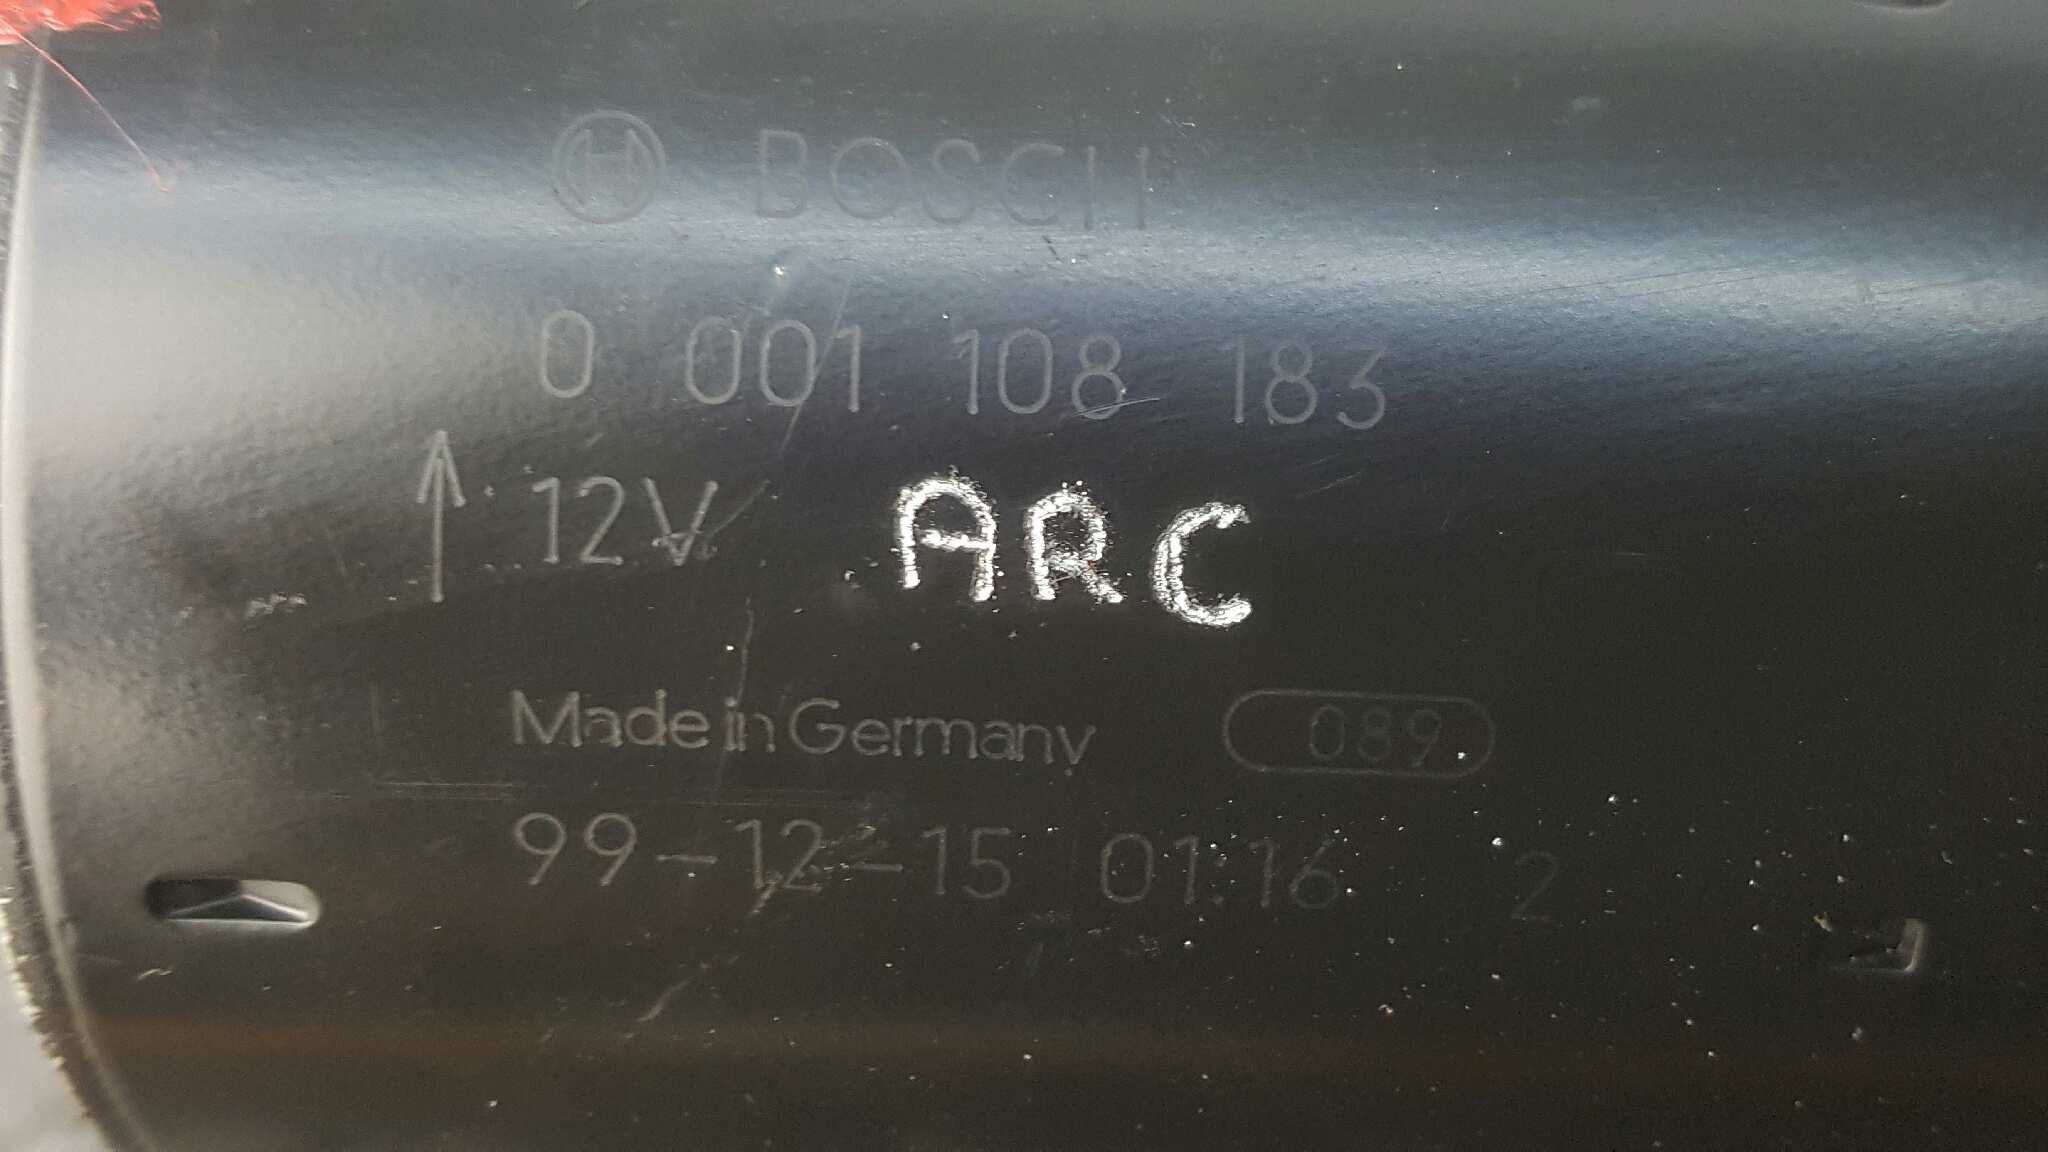 BOSCH
0 001 108 183
12V ARC
Made in Germany 089
99-12-15 01:16 2